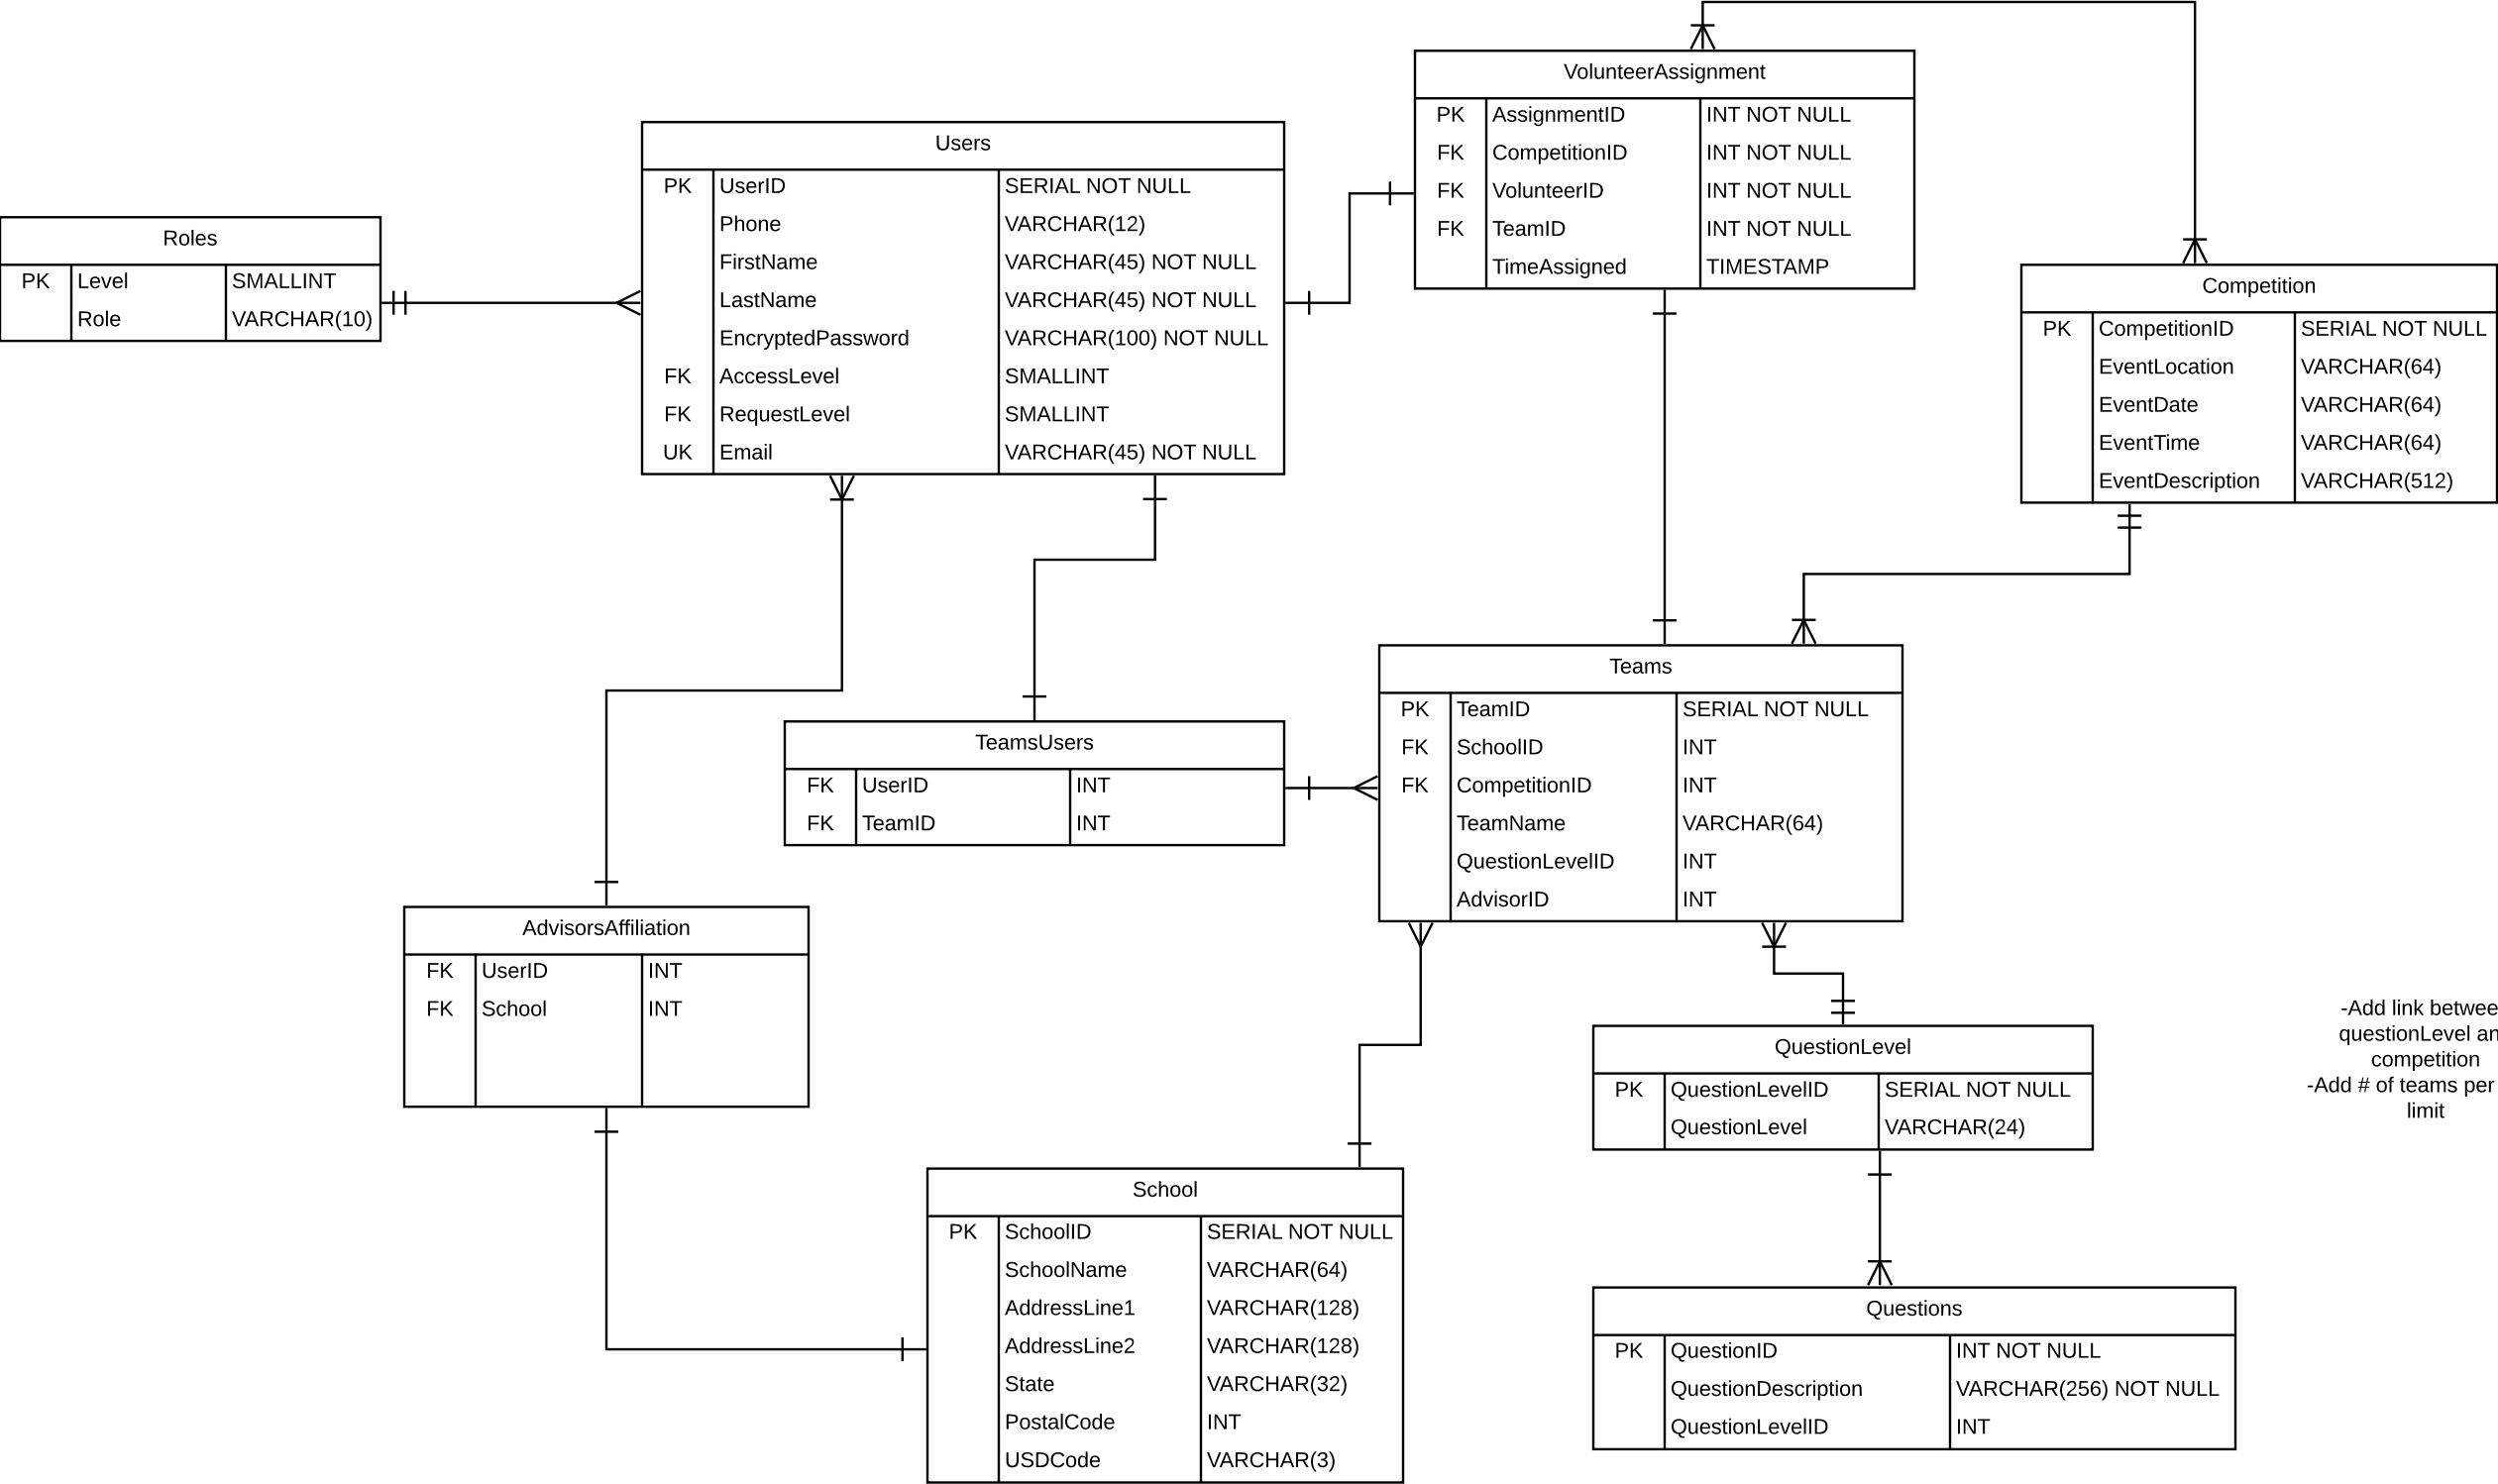 VolunteerAssignment
PK AssignmentID INT NOT NULL
FK CompetitionID INT NOT NULL
FK VolunteerID INT NOT NULL
FK TeamID INT NOT NULL
TimeAssigned TIMESTAMP
Users
PK UserID SERIAL NOT NULL
Phone VARCHAR(12)
FirstName VARCHAR(45) NOT NULL
LastName VARCHAR(45) NOT NULL
EncryptedPassword VARCHAR(100) NOT NULL
FK AccessLevel SMALLINT
FK RequestLevel SMALLINT
UK Email VARCHAR(45) NOT NULL
Roles
PK Level SMALLINT
Role VARCHAR(10)
Competition
PK CompetitionID SERIAL NOT NULL
EventLocation VARCHAR(64)
EventDate VARCHAR(64)
EventTime VARCHAR(64)
EventDescription VARCHAR(512)
Teams
PK TeamID SERIAL NOT NULL
FK SchoolID INT
FK CompetitionID INT
TeamName VARCHAR(64)
QuestionLevelID INT
AdvisorID INT
TeamsUsers
FK UserID INT
FK TeamID INT
AdvisorsAffiliation
FK UserID INT
FK School INT
QuestionLevel
PK QuestionLevelID SERIAL NOT NULL
QuestionLevel VARCHAR(24)
-Add link betwee
questionLevel an
competition
-Add # of teams per
limit
School
PK SchoolID SERIAL NOT NULL
SchoolName VARCHAR(64)
AddressLine1 VARCHAR(128)
AddressLine2 VARCHAR(128)
State VARCHAR(32)
PostalCode INT
USDCode VARCHAR(3)
Questions
PK QuestionID INT NOT NULL
QuestionDescription VARCHAR(256) NOT NULL
QuestionLevelID INT